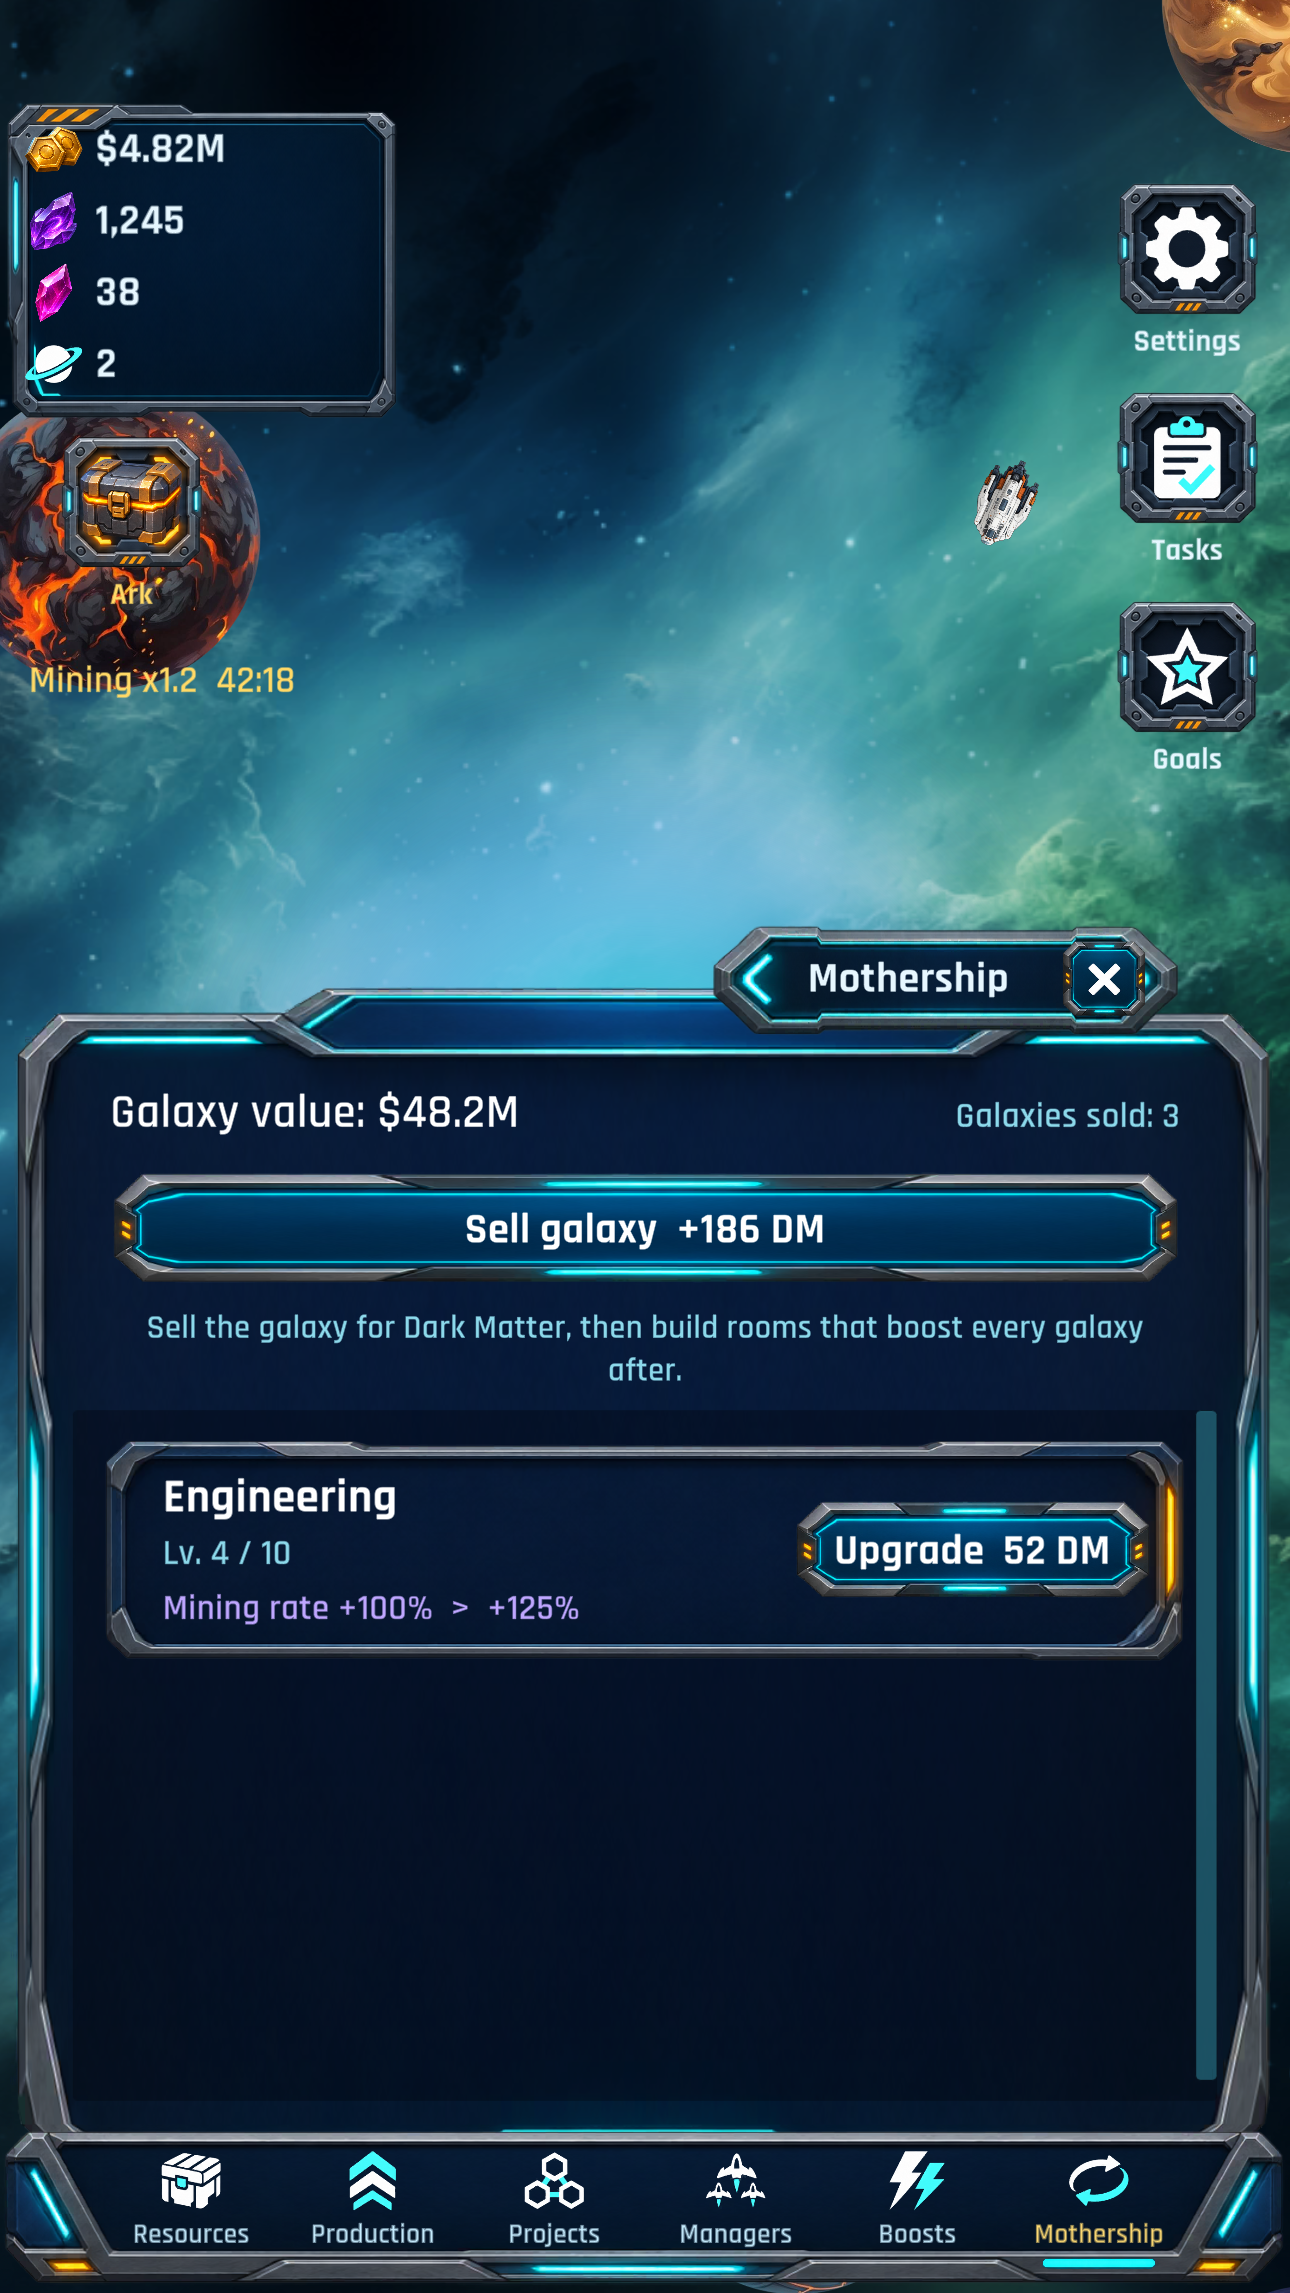 $4.82M
1,245
38
2
Settings
Tasks
Ark
Mining x1.2 42:18
Goals
Mothership
Galaxy value: $48.2M
Galaxies sold: 3
Sell galaxy +186 DM
Sell the galaxy for Dark Matter, then build rooms that boost every galaxy
after.
Engineering
Lv. 4 / 10
Upgrade 52 DM
Mining rate +100% > +125%
Resources
Production
Projects
Managers
Boosts
Mothership